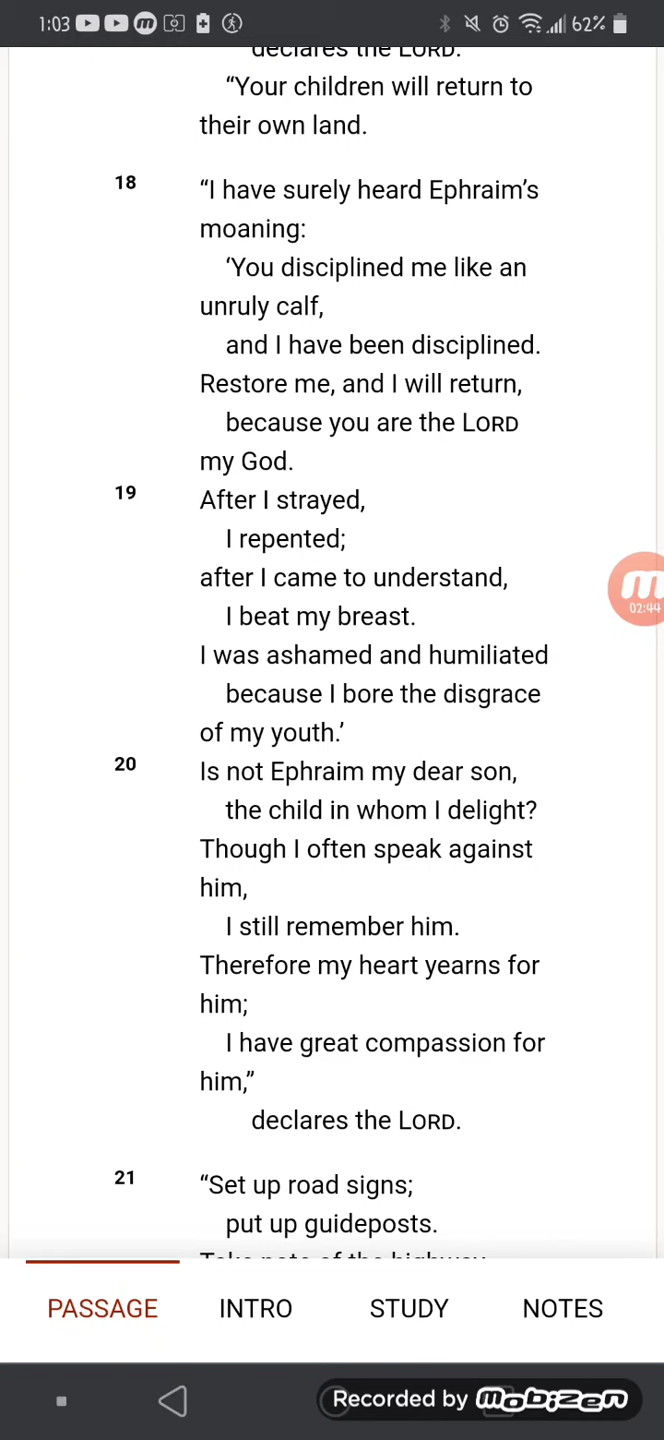 1:03 62%
declares the LORD.
“Your children will return to
their own land.
18 “I have surely heard Ephraim’s
moaning:
‘You disciplined me like an
unruly calf,
and I have been disciplined.
Restore me, and I will return,
because you are the LORD
my God.
19 After I strayed,
I repented;
after I came to understand,
I beat my breast.
I was ashamed and humiliated
because I bore the disgrace
of my youth.’
20 Is not Ephraim my dear son,
the child in whom I delight?
Though I often speak against
him,
I still remember him.
Therefore my heart yearns for
him;
I have great compassion for
him,”
declares the LORD.
21 “Set up road signs;
put up guideposts.
Take note of the highway,
m
02:44
PASSAGE INTRO STUDY NOTES
Recorded by mobizen